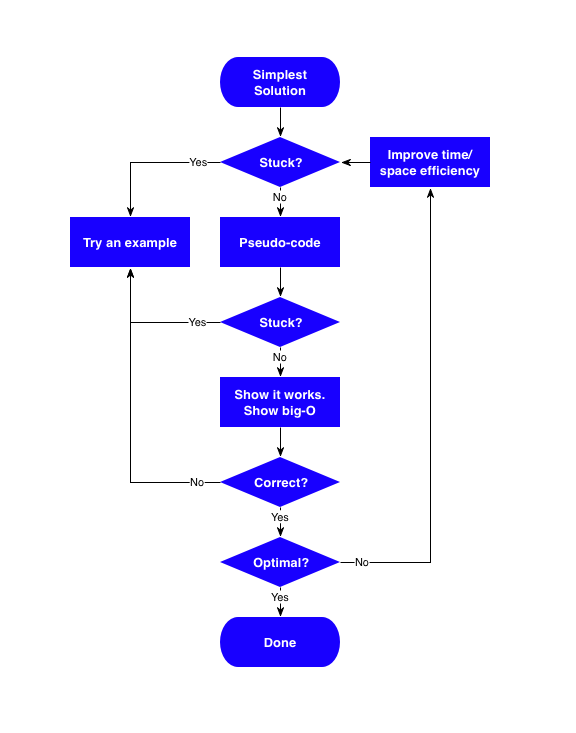 Simplest
Solution
Stuck?
Improve time/
space efficiency
Yes
No
Try an example
Pseudo-code
Stuck?
Yes
No
Show it works.
Show big-O
Correct?
No
Yes
Optimal?
No
Yes
Done